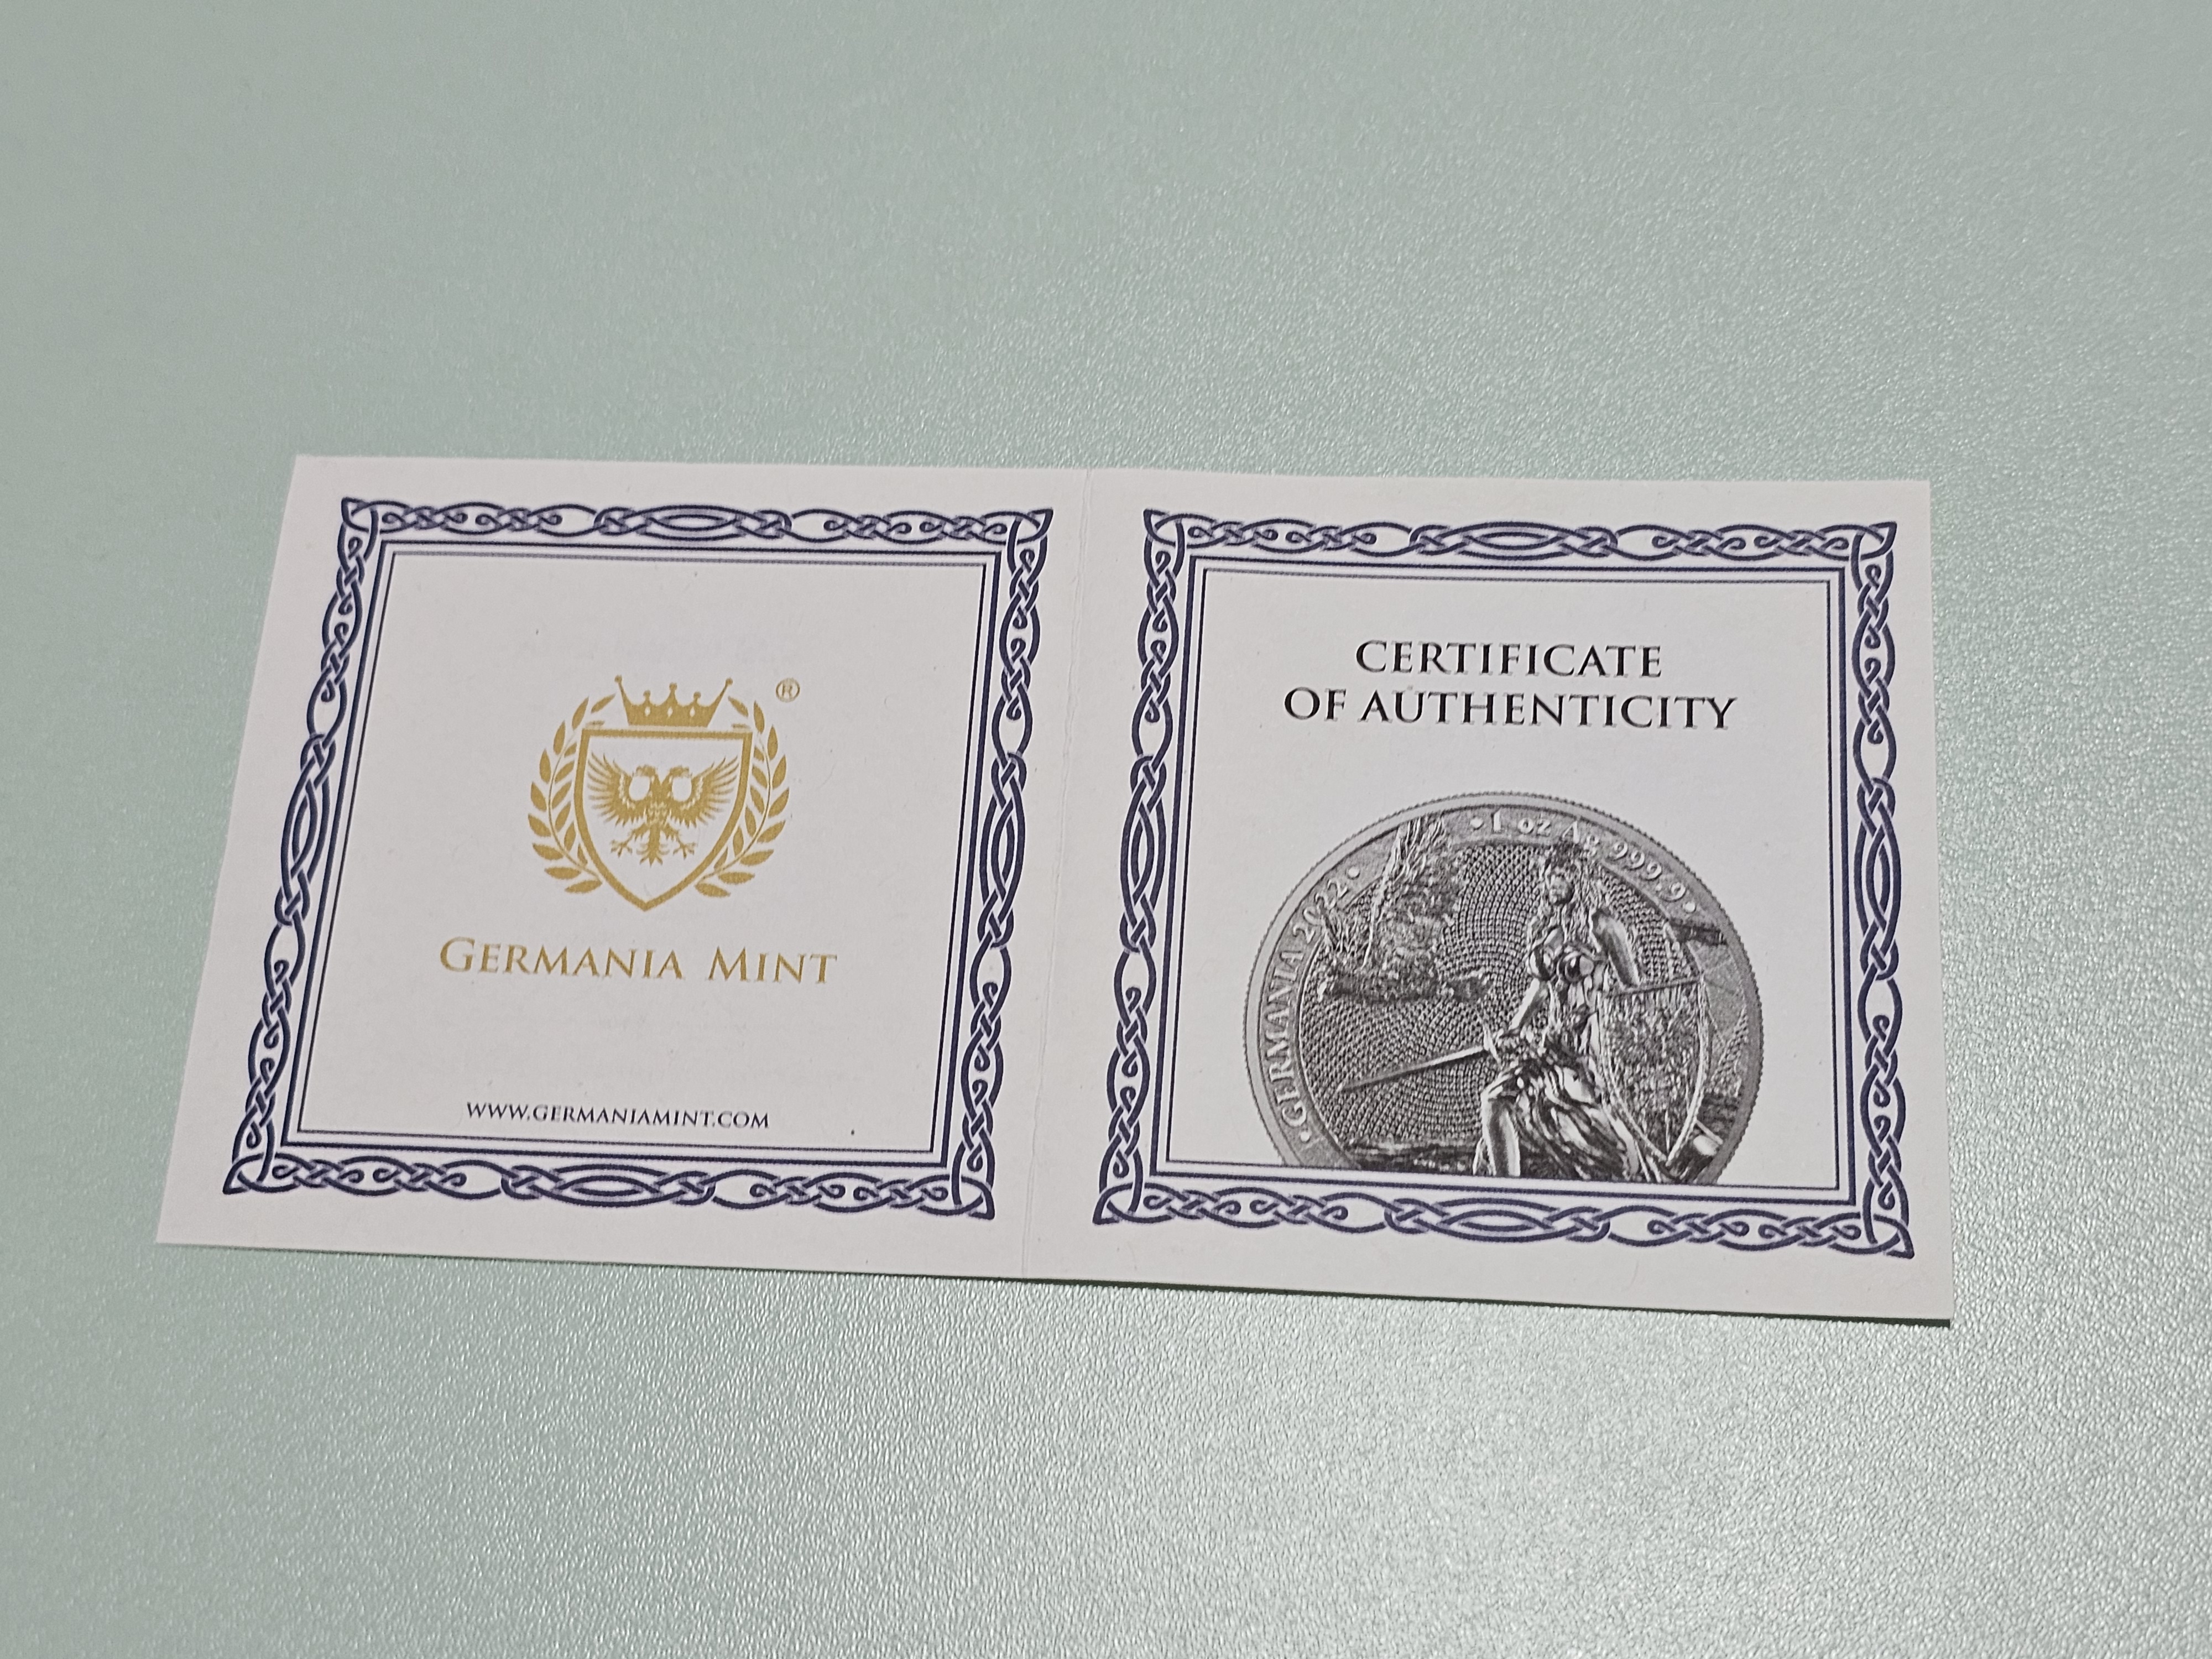 ®
GERMANIA MINT
WWW.GERMANIAMINT.COM
CERTIFICATE
OF AUTHENTICITY
•GERMANIA 2022• •1 oz Ag 999.9•